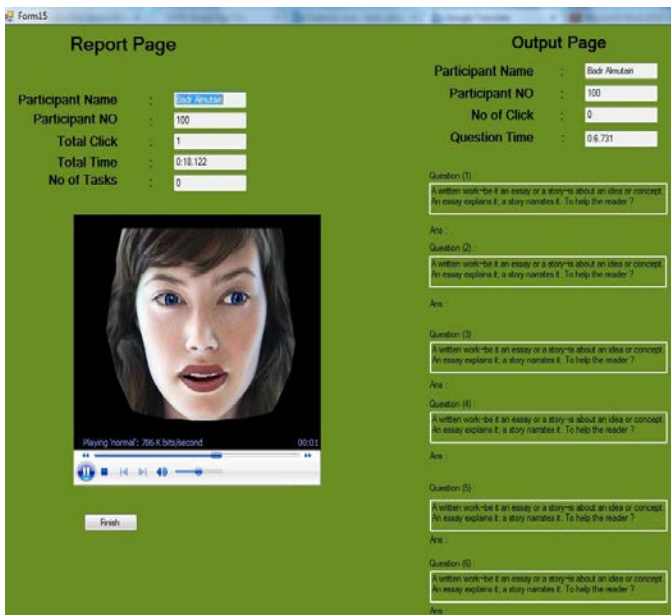 Form15
Report Page
Participant Name : Badr Almutairi
Participant NO : 100
Total Click : 1
Total Time : 0:18.122
No of Tasks : 0
Playing 'normal': 786 K bits/second 00:01
Finish
Output Page
Participant Name : Badr Almutairi
Participant NO : 100
No of Click : 0
Question Time : 0:6.731
Question (1) :
A written work-be it an essay or a story-is about an idea or concept.
An essay explains it; a story narrates it. To help the reader ?
Ans :
Question (2) :
A written work-be it an essay or a story-is about an idea or concept.
An essay explains it; a story narrates it. To help the reader ?
Ans :
Question (3) :
A written work-be it an essay or a story-is about an idea or concept.
An essay explains it; a story narrates it. To help the reader ?
Ans :
Question (4) :
A written work-be it an essay or a story-is about an idea or concept.
An essay explains it; a story narrates it. To help the reader ?
Ans :
Question (5) :
A written work-be it an essay or a story-is about an idea or concept.
An essay explains it; a story narrates it. To help the reader ?
Ans :
Question (6) :
A written work-be it an essay or a story-is about an idea or concept.
An essay explains it; a story narrates it. To help the reader ?
Ans :